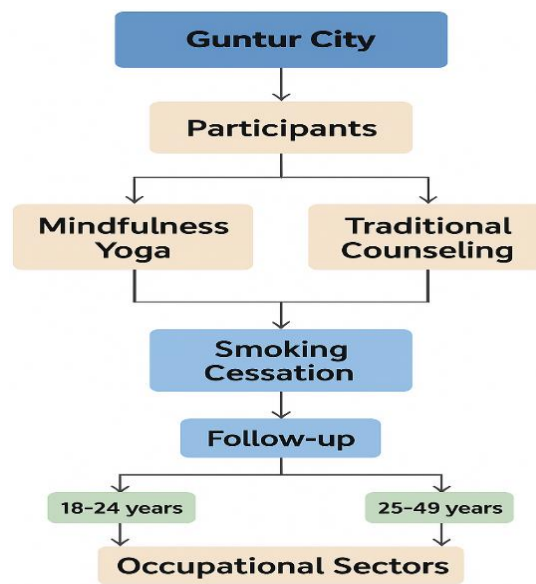 Guntur City
Participants
Mindfulness
Yoga
Traditional
Counseling
Smoking
Cessation
Follow-up
18-24 years
25-49 years
Occupational Sectors